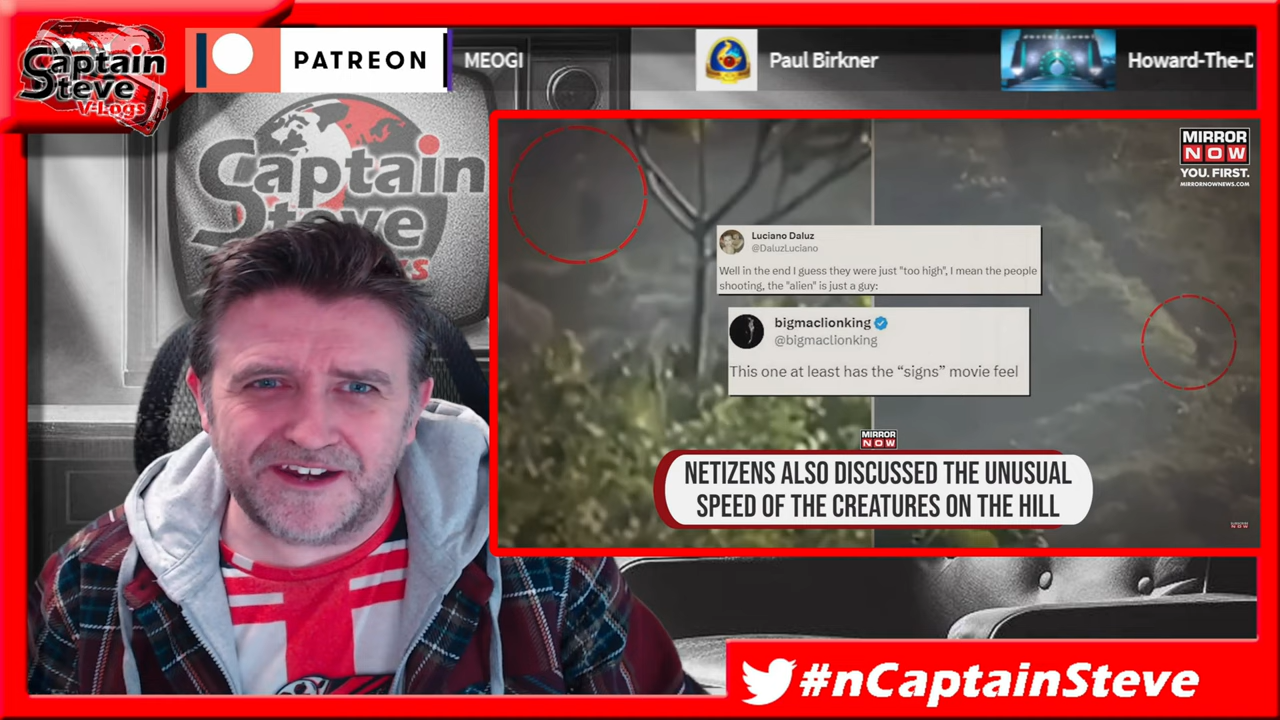 Captain
Steve
V-Logs
PATREON
MEOGI
Paul Birkner
Howard-The-D
Captain
Steve
MIRROR
NOW
YOU. FIRST.
MIRRORNOWNEWS.COM
Luciano Daluz
@DaluzLuciano
Well in the end I guess they were just "too high", I mean the people
shooting, the "alien" is just a guy:
bigmaclionking
@bigmaclionking
This one at least has the “signs” movie feel
MIRROR
NOW
NETIZENS ALSO DISCUSSED THE UNUSUAL
SPEED OF THE CREATURES ON THE HILL
#nCaptainSteve